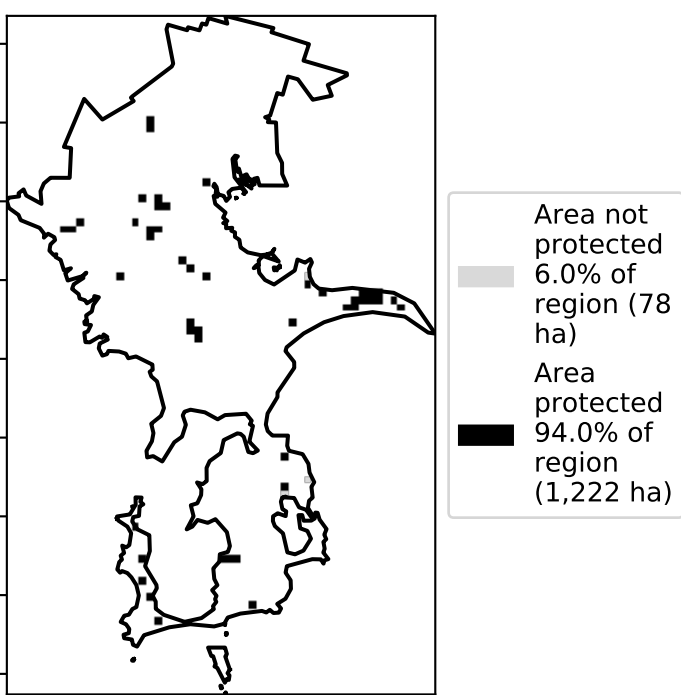 Area not
protected
6.0% of
region (78
ha)
Area
protected
94.0% of
region
(1,222 ha)